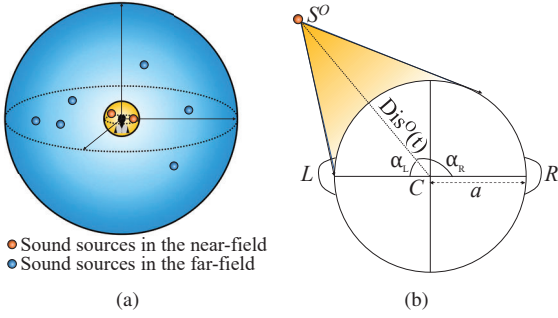 Sound sources in the near-field
Sound sources in the far-field
(a)
S^O
Dis^O(t)
L
α_L
α_R
R
C
a
(b)